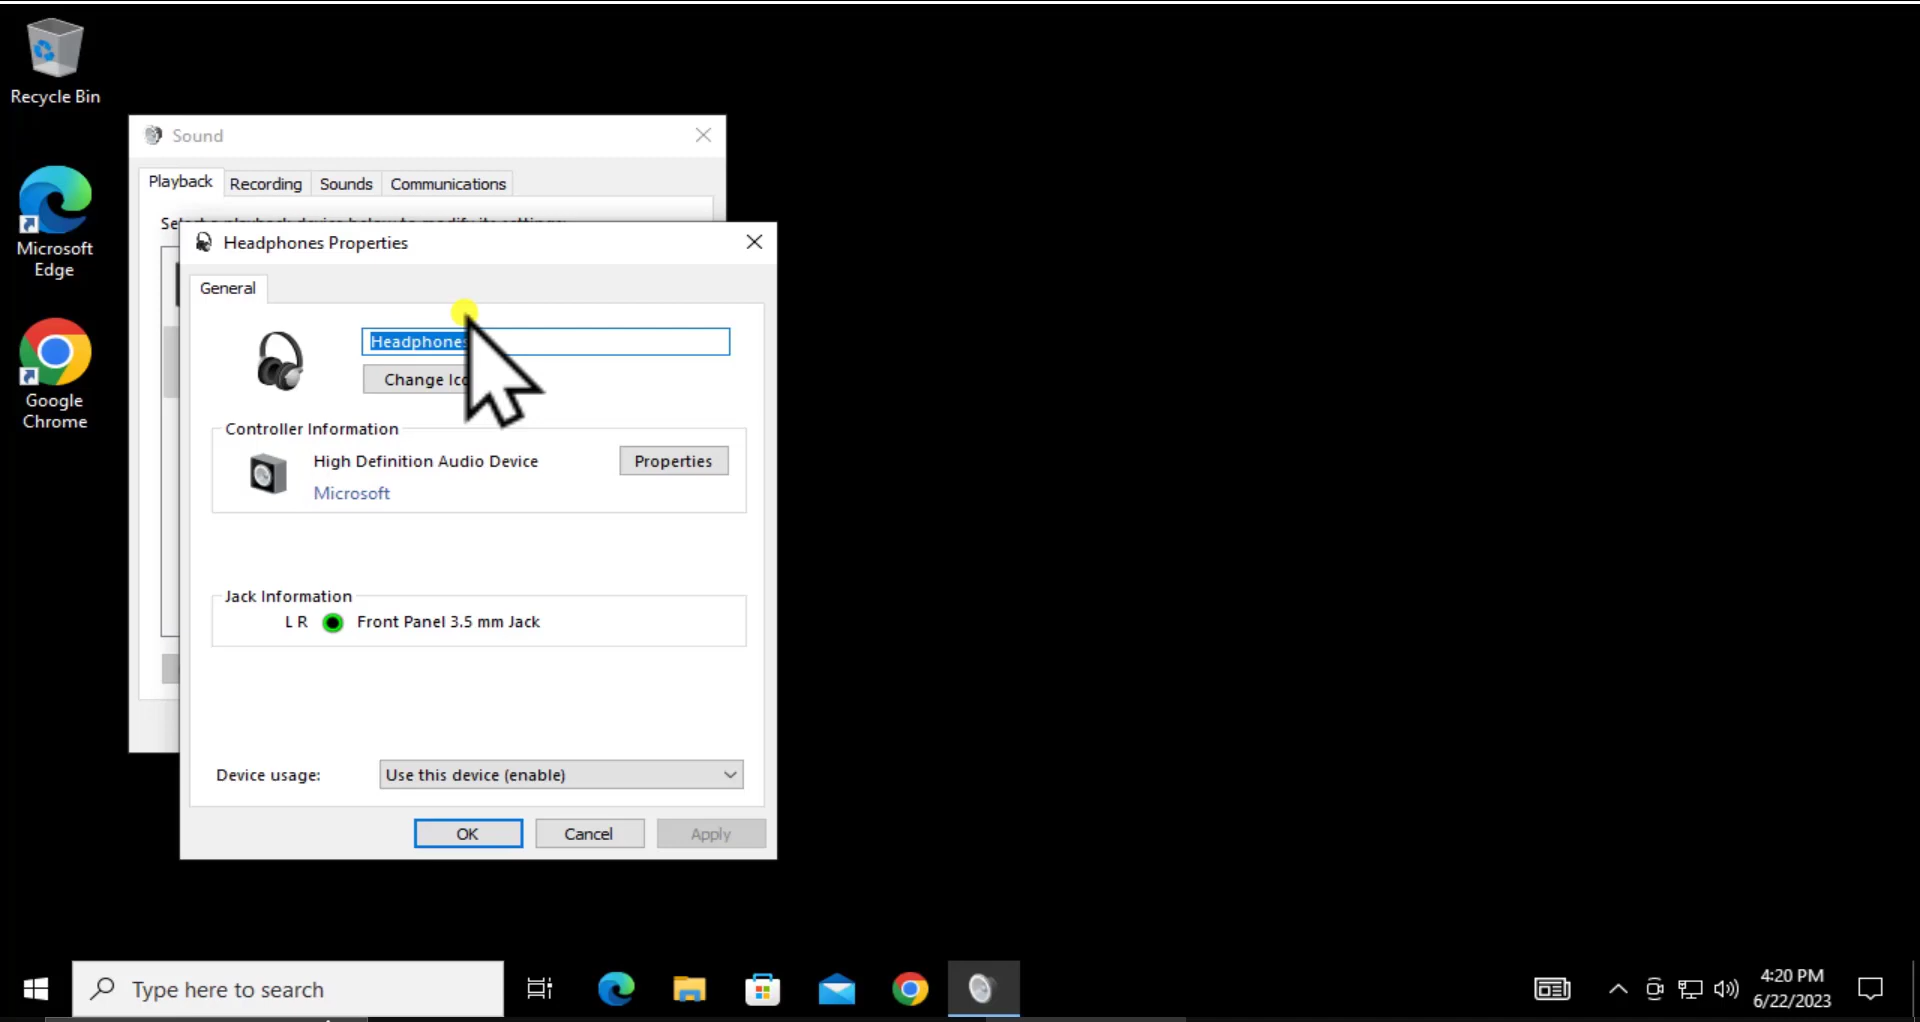 Recycle Bin
Microsoft
Edge
Google
Chrome
Sound
Playback
Recording
Sounds
Communications
Headphones Properties
General
Headphones
Change
Controller Information
High Definition Audio Device
Properties
Microsoft
Jack Information
L R
Front Panel 3.5 mm Jack
Device usage:
Use this device (enable)
OK
Cancel
Apply
Type here to search
4:20 PM
6/22/2023